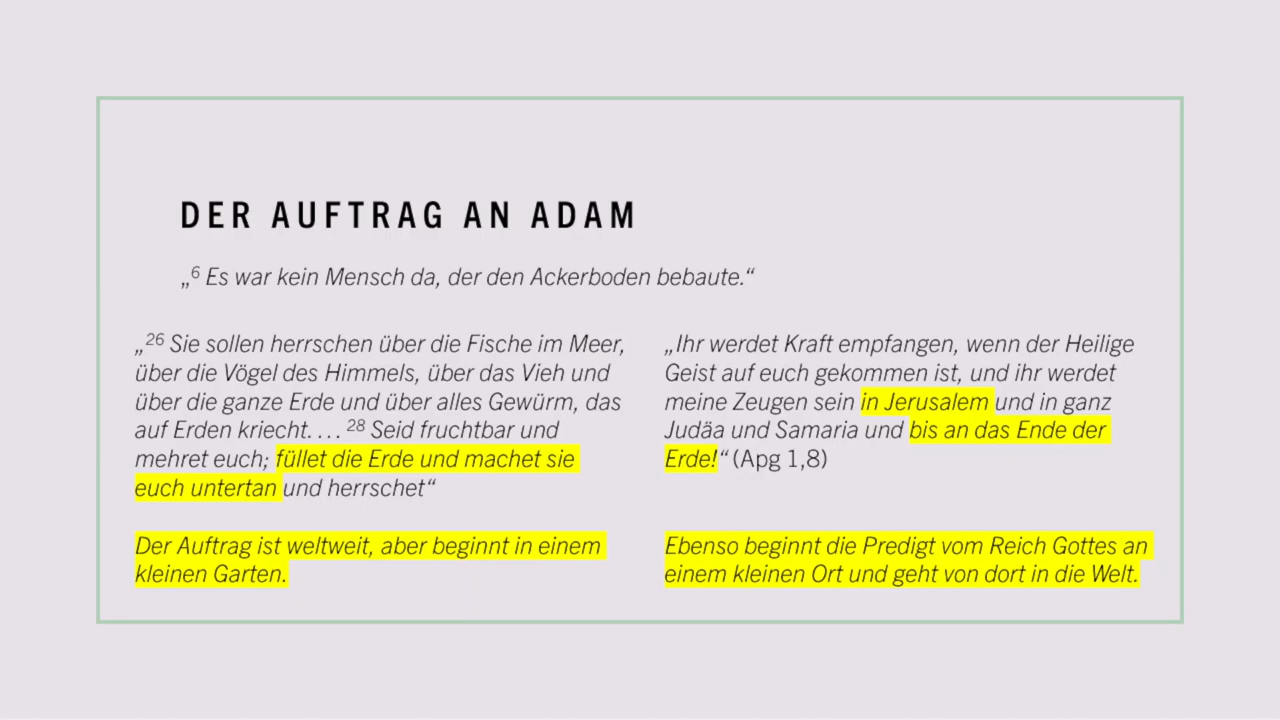 DER AUFTRAG AN ADAM
„⁶ Es war kein Mensch da, der den Ackerboden bebaute.“
„²⁶ Sie sollen herrschen über die Fische im Meer,
über die Vögel des Himmels, über das Vieh und
über die ganze Erde und über alles Gewürm, das
auf Erden kriecht. … ²⁸ Seid fruchtbar und
mehret euch; füllet die Erde und machet sie
euch untertan und herrschet“
Der Auftrag ist weltweit, aber beginnt in einem
kleinen Garten.
„Ihr werdet Kraft empfangen, wenn der Heilige
Geist auf euch gekommen ist, und ihr werdet
meine Zeugen sein in Jerusalem und in ganz
Judäa und Samaria und bis an das Ende der
Erde!“ (Apg 1,8)
Ebenso beginnt die Predigt vom Reich Gottes an
einem kleinen Ort und geht von dort in die Welt.